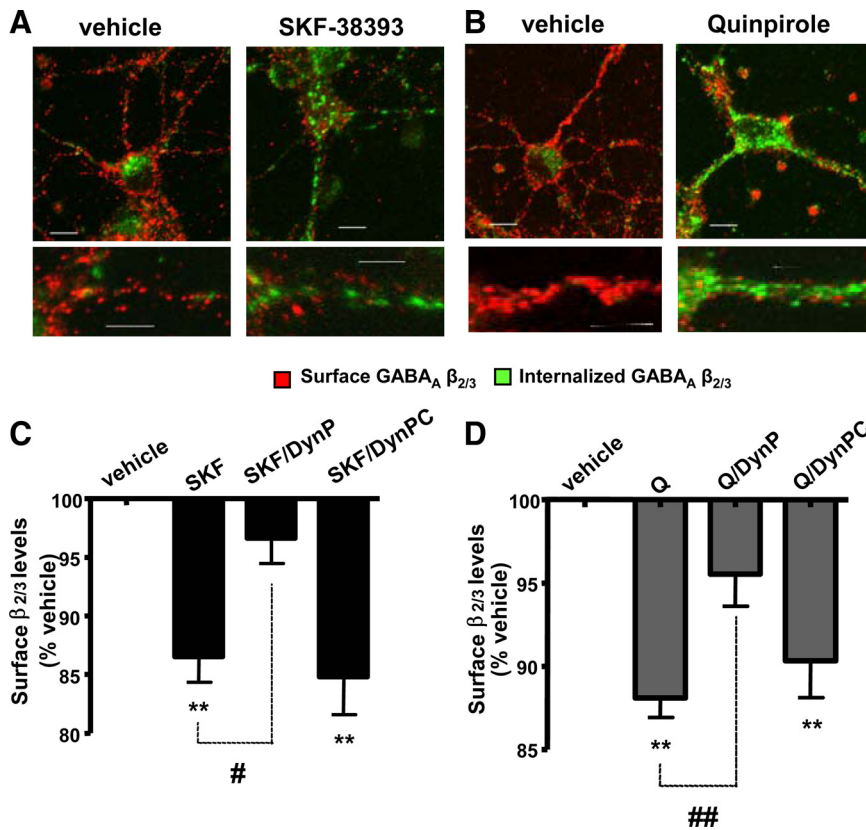 A
vehicle
SKF-38393
B
vehicle
Quinpirole
Surface GABAA β2/3
Internalized GABAA β2/3
C
vehicle
SKF
SKF/DynP
SKF/DynPC
Surface β 2/3 levels
(% vehicle)
100
95
90
85
80
**
**
#
D
vehicle
Q
Q/DynP
Q/DynPC
Surface β 2/3 levels
(% vehicle)
100
95
90
85
**
**
##